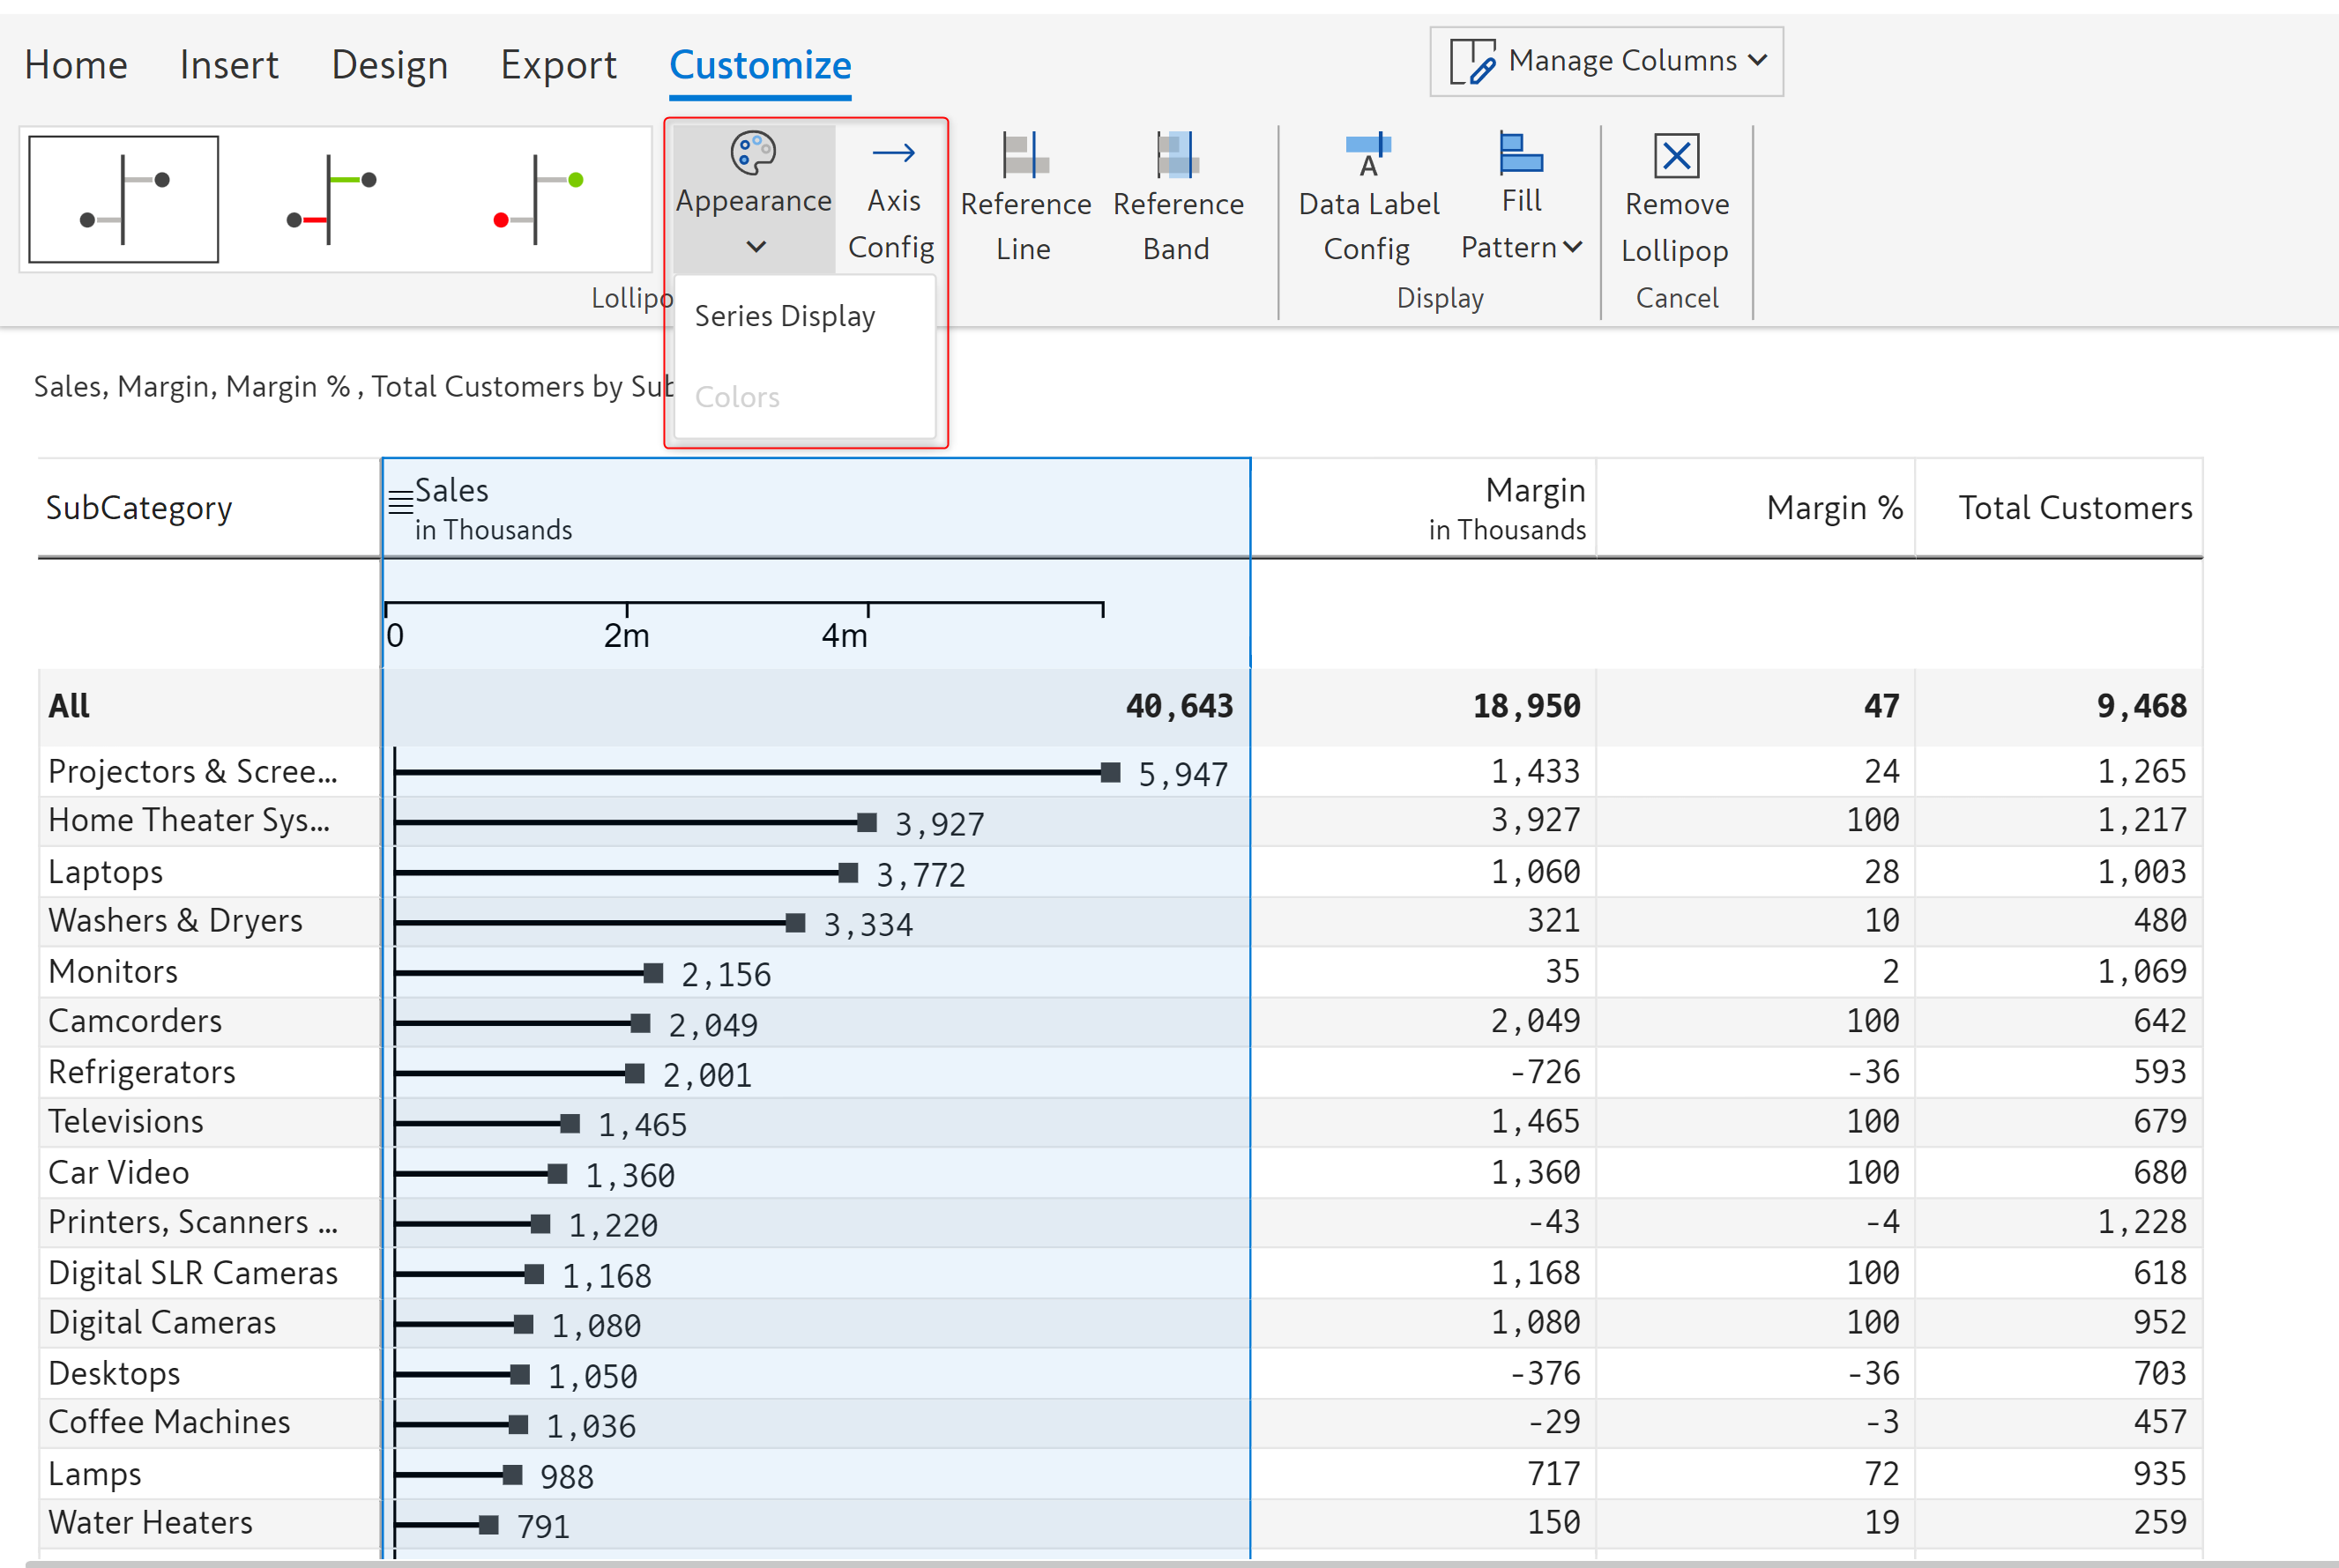 Home Insert Design Export Customize Manage Columns
Appearance Axis Config Reference Line Reference Band Data Label Config Fill Pattern Remove Lollipop
Display Cancel
Series Display
Colors
Sales, Margin, Margin % , Total Customers by
SubCategory Sales in Thousands Margin in Thousands Margin % Total Customers
0 2m 4m
All 40,643 18,950 47 9,468
Projectors & Scree... 5,947 1,433 24 1,265
Home Theater Sys... 3,927 3,927 100 1,217
Laptops 3,772 1,060 28 1,003
Washers & Dryers 3,334 321 10 480
Monitors 2,156 35 2 1,069
Camcorders 2,049 2,049 100 642
Refrigerators 2,001 -726 -36 593
Televisions 1,465 1,465 100 679
Car Video 1,360 1,360 100 680
Printers, Scanners ... 1,220 -43 -4 1,228
Digital SLR Cameras 1,168 1,168 100 618
Digital Cameras 1,080 1,080 100 952
Desktops 1,050 -376 -36 703
Coffee Machines 1,036 -29 -3 457
Lamps 988 717 72 935
Water Heaters 791 150 19 259